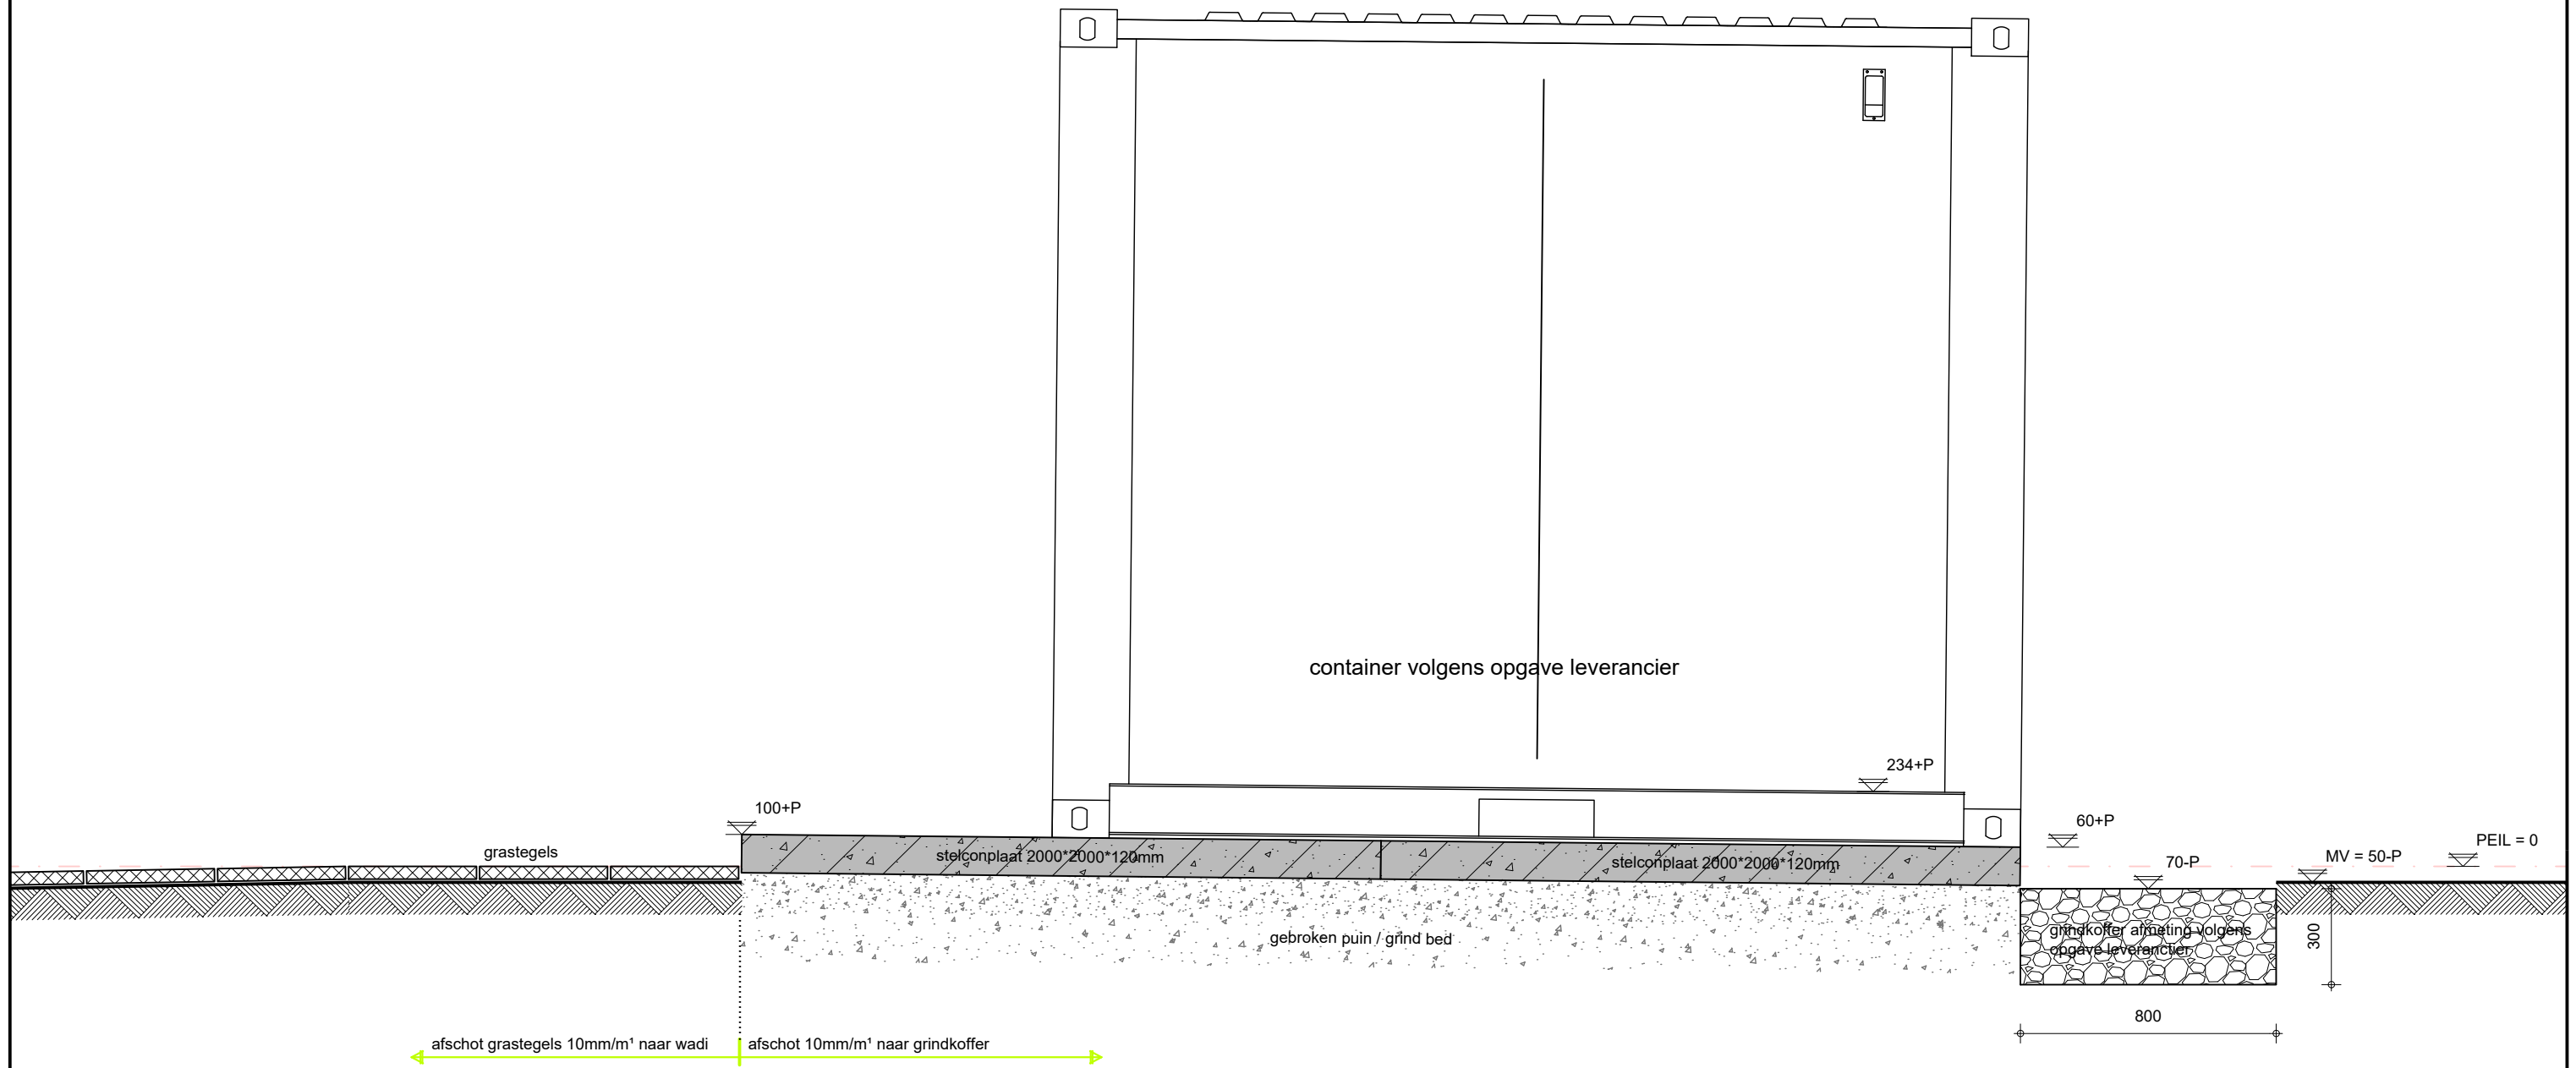 container volgens opgave leverancier
234+P
100+P
60+P
PEIL = 0
grastegels
MV = 50-P
stelconplaat 2000*2000*120mm
stelconplaat 2000*2000*120mm
70-P
gebroken puin / grind bed
grindkoffer afmeting volgens
opgave leveranctier
300
800
afschot grastegels 10mm/m¹ naar wadi
afschot 10mm/m¹ naar grindkoffer